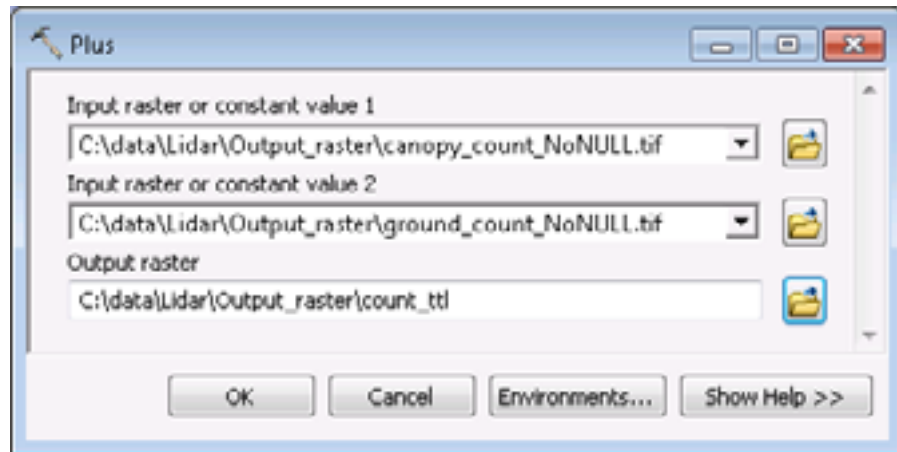 Plus
Input raster or constant value 1
C:\data\Lidar\Output_raster\canopy_count_NoNULL.tif
Input raster or constant value 2
C:\data\Lidar\Output_raster\ground_count_NoNULL.tif
Output raster
C:\data\Lidar\Output_raster\count_ttl
OK Cancel Environments... Show Help >>